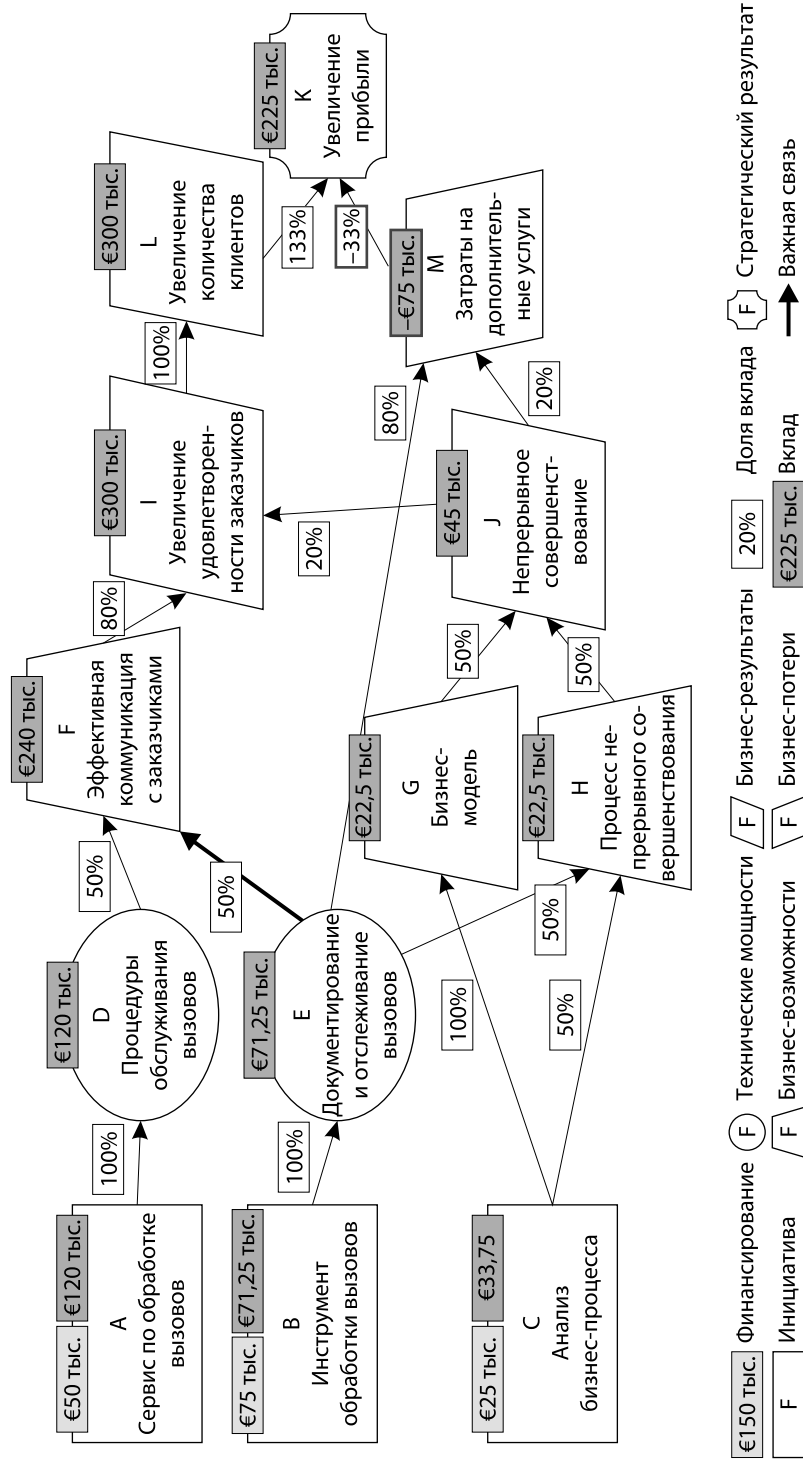 €50 тыс.
€120 тыс.
A
Сервис по обработке
вызовов
€75 тыс.
€71,25 тыс.
B
Инструмент
обработки вызовов
€25 тыс.
€33,75
C
Анализ
бизнес-процесса
100%
100%
100%
50%
€120 тыс.
D
Процедуры
обслуживания
вызовов
€71,25 тыс.
E
Документирование
и отслеживание
вызовов
50%
50%
50%
80%
€240 тыс.
F
Эффективная
коммуникация
с заказчиками
€22,5 тыс.
G
Бизнес-
модель
€22,5 тыс.
H
Процесс не-
прерывного со-
вершенствования
80%
50%
50%
€300 тыс.
I
Увеличение
удовлетворен-
ности заказчиков
20%
€45 тыс.
J
Непрерывное
совершенст-
вование
100%
20%
€300 тыс.
L
Увеличение
количества
клиентов
–€75 тыс.
M
Затраты на
дополнитель-
ные услуги
133%
–33%
€225 тыс.
K
Увеличение
прибыли
€150 тыс. Финансирование F Технические мощности F Бизнес-результаты 20% Доля вклада F Стратегический результат
F Инициатива F Бизнес-возможности F Бизнес-потери €225 тыс. Вклад Важная связь